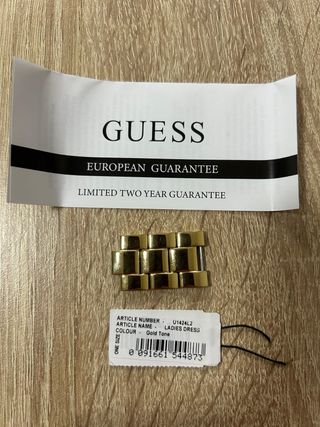 GUESS
EUROPEAN GUARANTEE
LIMITED TWO YEAR GUARANTEE
ARTICLE NUMBER - U1424L2
ARTICLE NAME - LADIES DRESS
COLOUR - Gold Tone
ONE SIZE
0 091661 544873